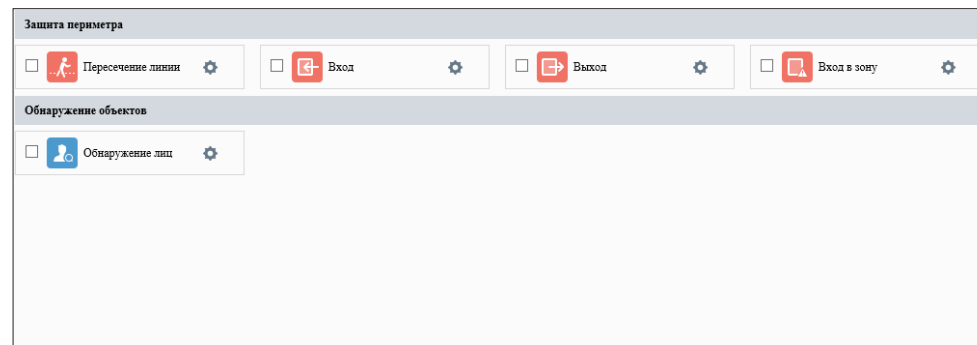 Защита периметра
Пересечение линии
Вход
Выход
Вход в зону
Обнаружение объектов
Обнаружение лиц